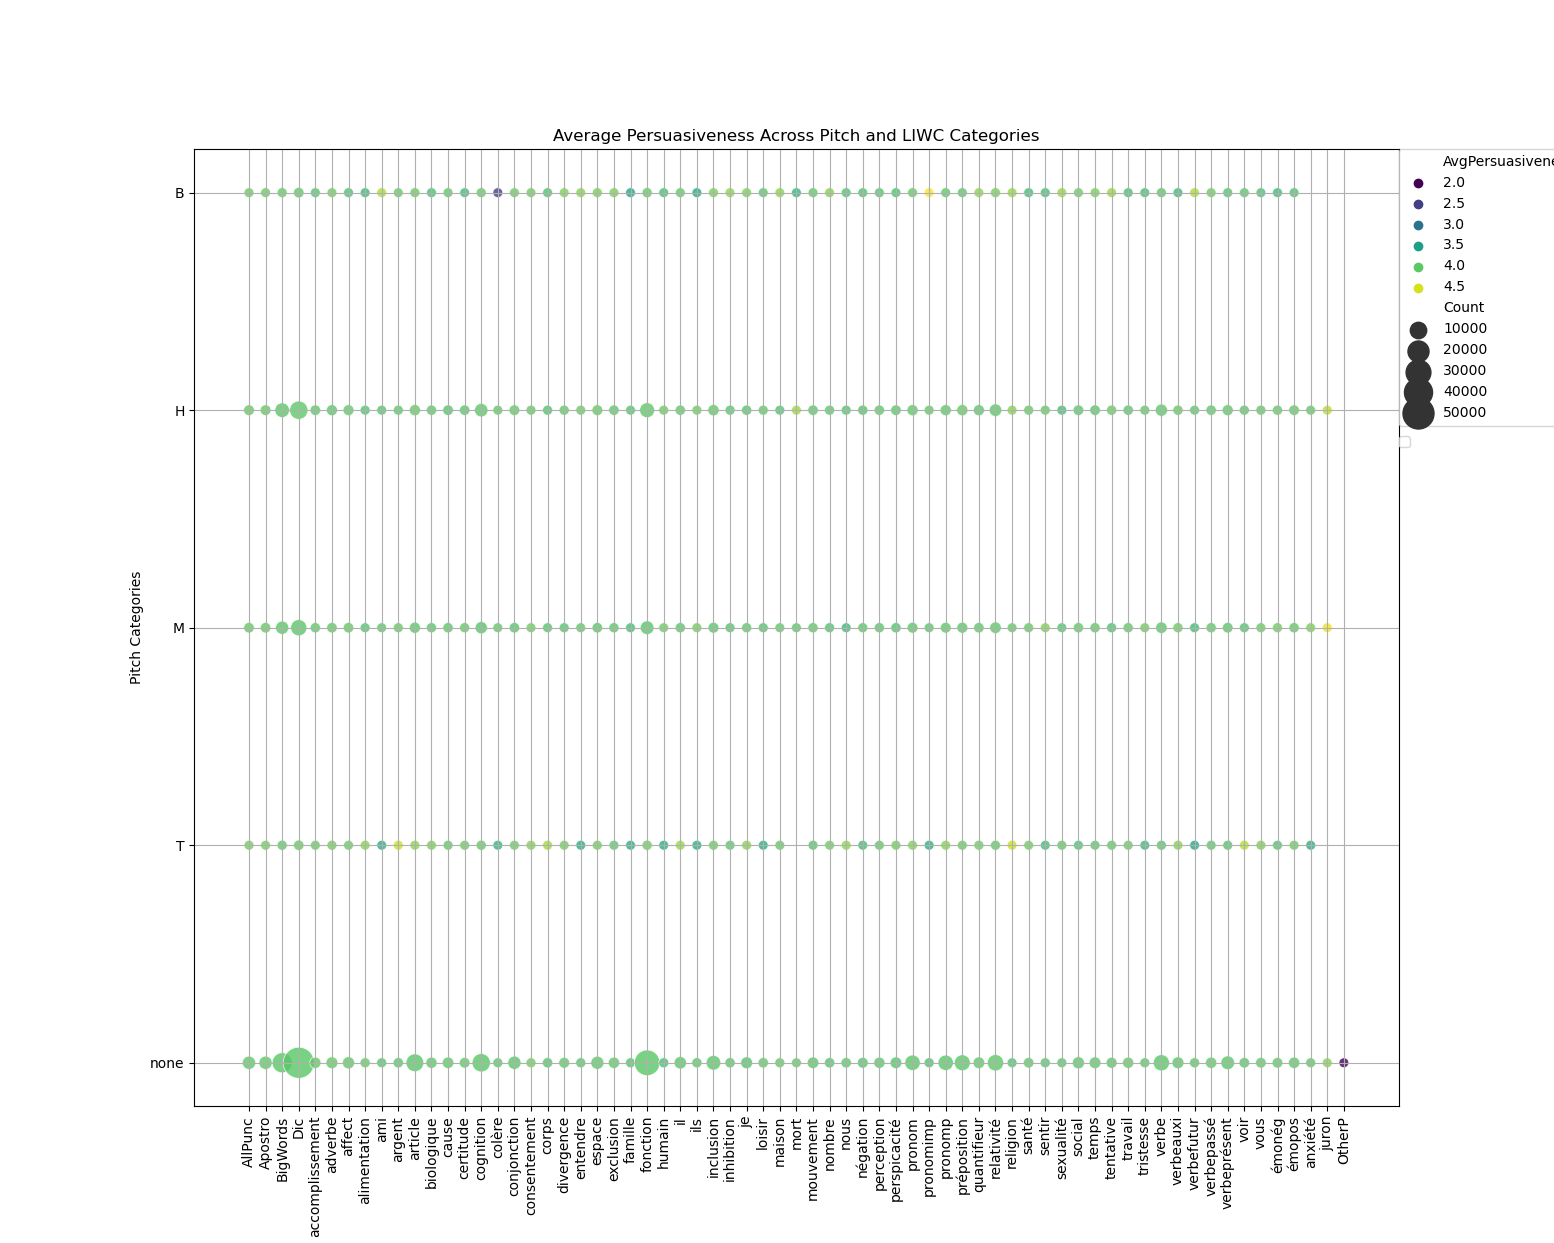 Average Persuasiveness Across Pitch and LIWC Categories
Pitch Categories
B
H
M
T
none
AvgPersuasivene
2.0
2.5
3.0
3.5
4.0
4.5
Count
10000
20000
30000
40000
50000
AllPunc
Apostro
BigWords
Dic
accomplissement
adverbe
affect
alimentation
ami
argent
article
biologique
cause
certitude
cognition
colère
conjonction
consentement
corps
divergence
entendre
espace
exclusion
famille
fonction
humain
il
ils
inclusion
inhibition
je
loisir
maison
mort
mouvement
nombre
nous
négation
perception
perspicacité
pronom
pronomimp
pronomp
préposition
quantifieur
relativité
religion
santé
sentir
sexualité
social
temps
tentative
travail
tristesse
verbe
verbeauxi
verbefutur
verbepassé
verbeprésent
voir
vous
émonég
émopos
anxiété
juron
OtherP